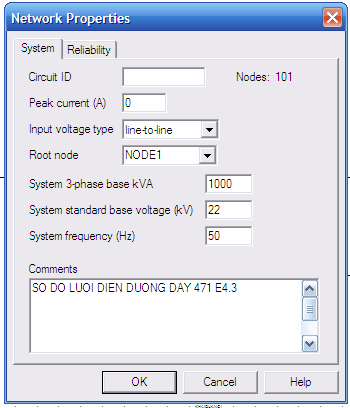 Network Properties
System Reliability
Circuit ID Nodes: 101
Peak current (A) 0
Input voltage type line-to-line
Root node NODE1
System 3-phase base kVA 1000
System standard base voltage (kV) 22
System frequency (Hz) 50
Comments
SO DO LUOI DIEN DUONG DAY 471 E4.3
OK Cancel Help